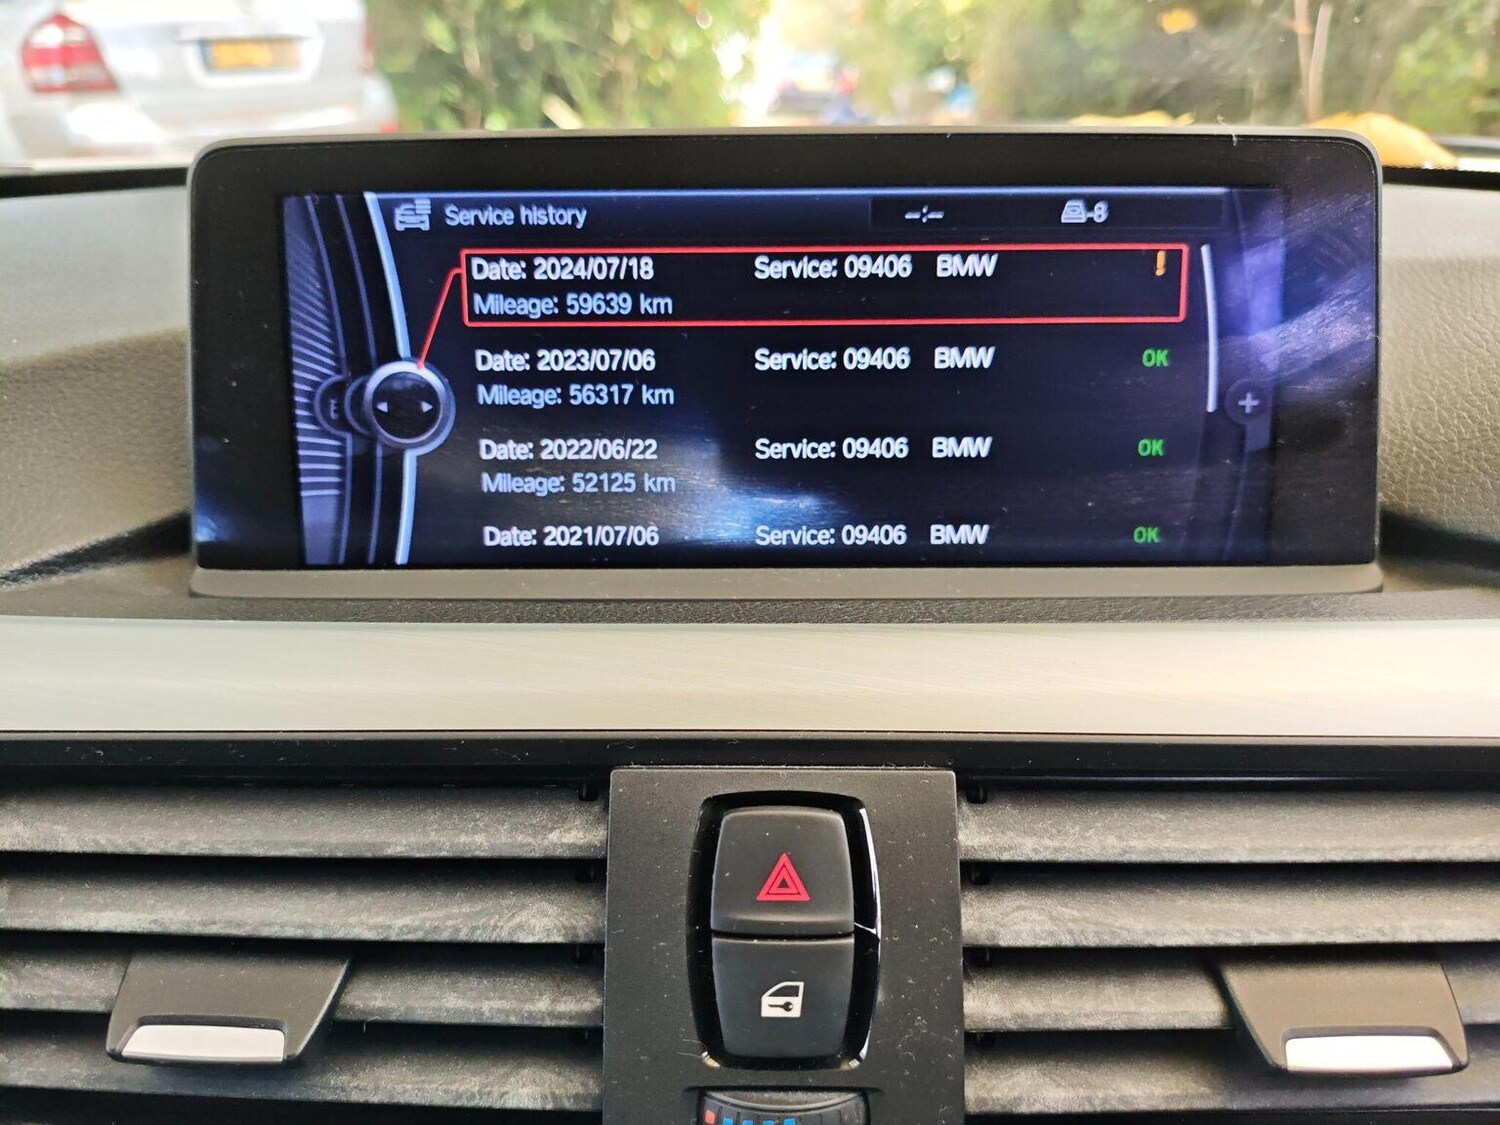 Service history --:-- -8
Date: 2024/07/18 Service: 09406 BMW !
Mileage: 59639 km
Date: 2023/07/06 Service: 09406 BMW OK
Mileage: 56317 km
Date: 2022/06/22 Service: 09406 BMW OK
Mileage: 52125 km
Date: 2021/07/06 Service: 09406 BMW OK